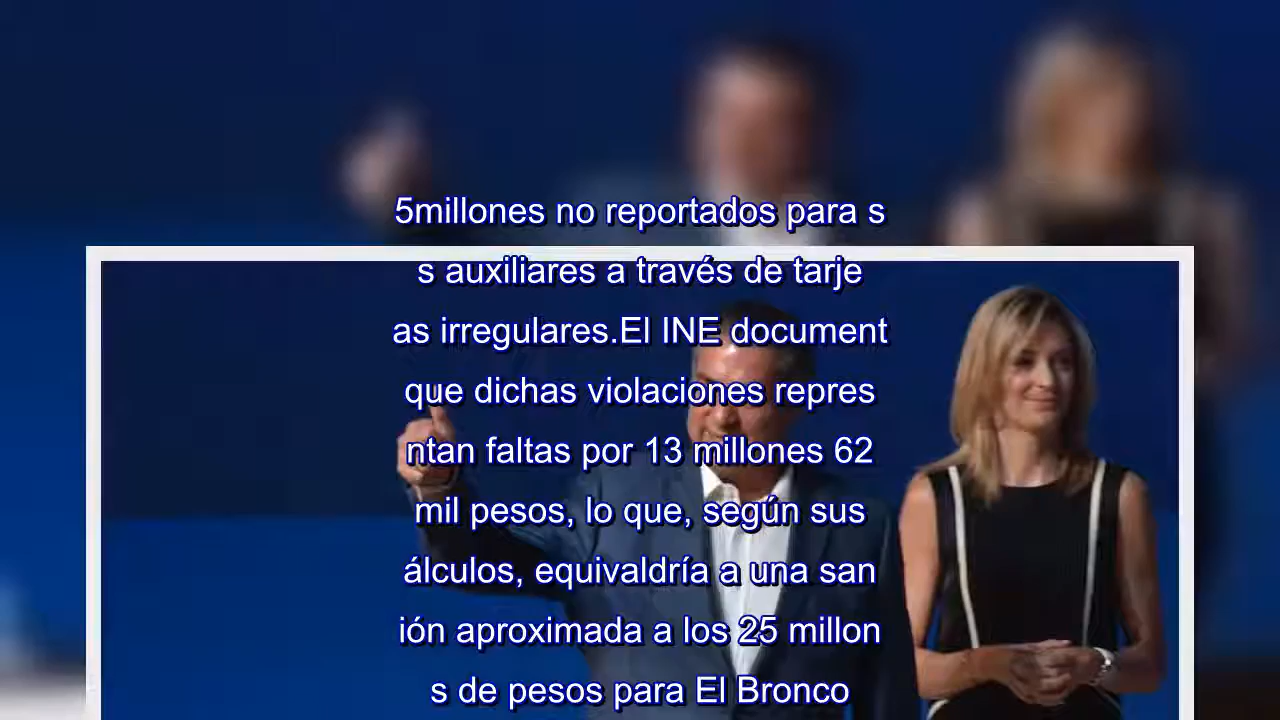 5millones no reportados para s
s auxiliares a través de tarje
as irregulares.El INE document
que dichas violaciones repres
ntan faltas por 13 millones 62
mil pesos, lo que, según sus
álculos, equivaldría a una san
ión aproximada a los 25 millon
s de pesos para El Bronco